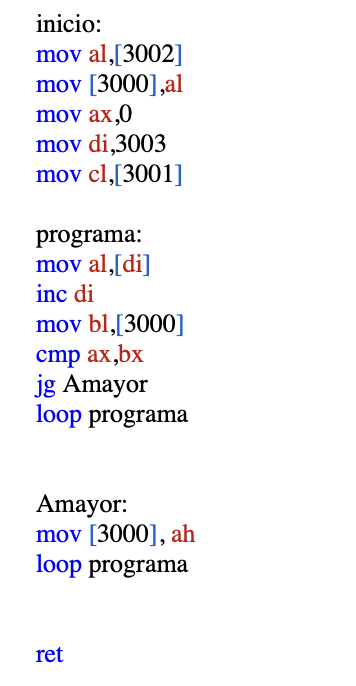 inicio:
mov al,[3002]
mov [3000],al
mov ax,0
mov di,3003
mov cl,[3001]
programa:
mov al,[di]
inc di
mov bl,[3000]
cmp ax,bx
jg Amayor
loop programa
Amayor:
mov [3000], ah
loop programa
ret